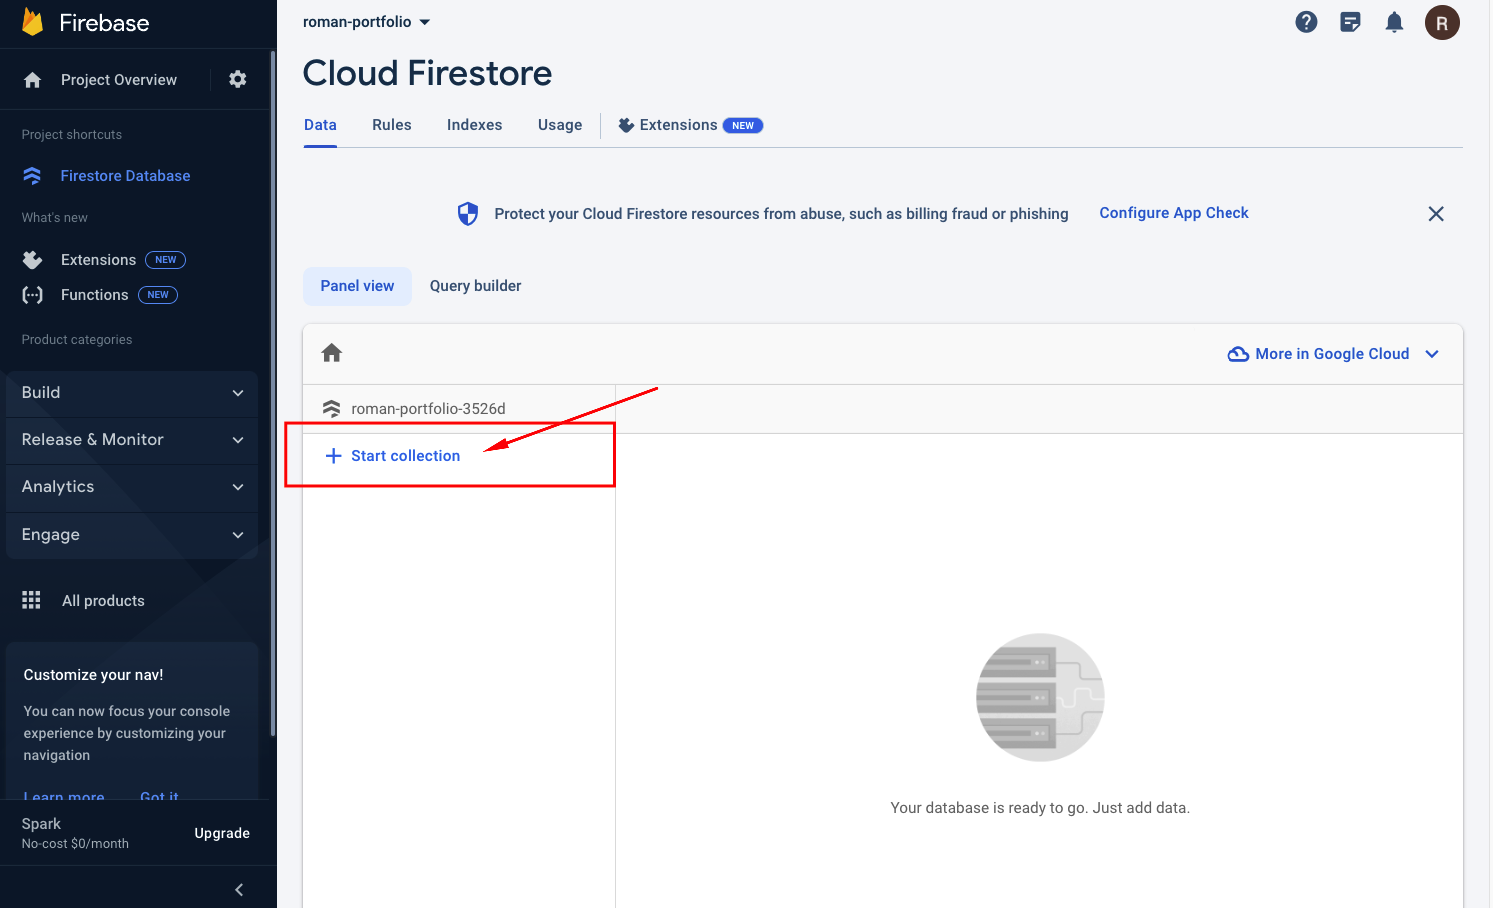 Firebase
roman-portfolio
R
Cloud Firestore
Project Overview
Data Rules Indexes Usage Extensions NEW
Project shortcuts
Firestore Database
What's new
Extensions NEW
Functions NEW
Product categories
Build
Release & Monitor
Analytics
Engage
All products
Customize your nav!
You can now focus your console
experience by customizing your
navigation
Learn more Got it
Spark
No-cost $0/month
Upgrade
Protect your Cloud Firestore resources from abuse, such as billing fraud or phishing Configure App Check
Panel view Query builder
More in Google Cloud
roman-portfolio-3526d
Start collection
Your database is ready to go. Just add data.